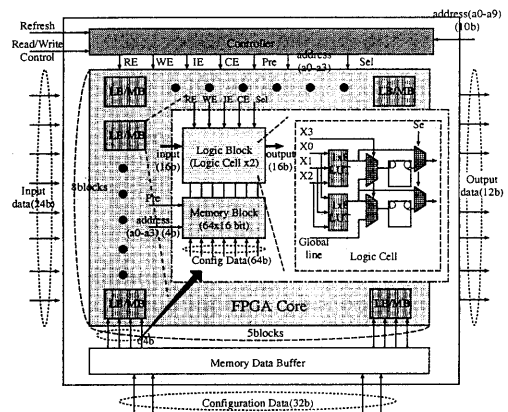 Refresh
Read/Write
Control
address(a0-a9)
(10b)
Controller
RE WE IE CE Pre address (a0-a3) Sel
LB/MB
LB/MB
RE WE IE CE Sel
LB/MB
Logic Block
(Logic Cell x2)
input
(16b)
output
(16b)
X3
X0
X1
X2
Se
LUT
LUT
Global
line
Logic Cell
Input
data(24b)
8blocks
Output
data(12b)
Pre
address
(a0-a3) (4b)
Memory Block
(64x16 bit)
Config Data(64b)
LB/MB
LB/MB
FPGA Core
64b
5blocks
Memory Data Buffer
Configuration Data(32b)